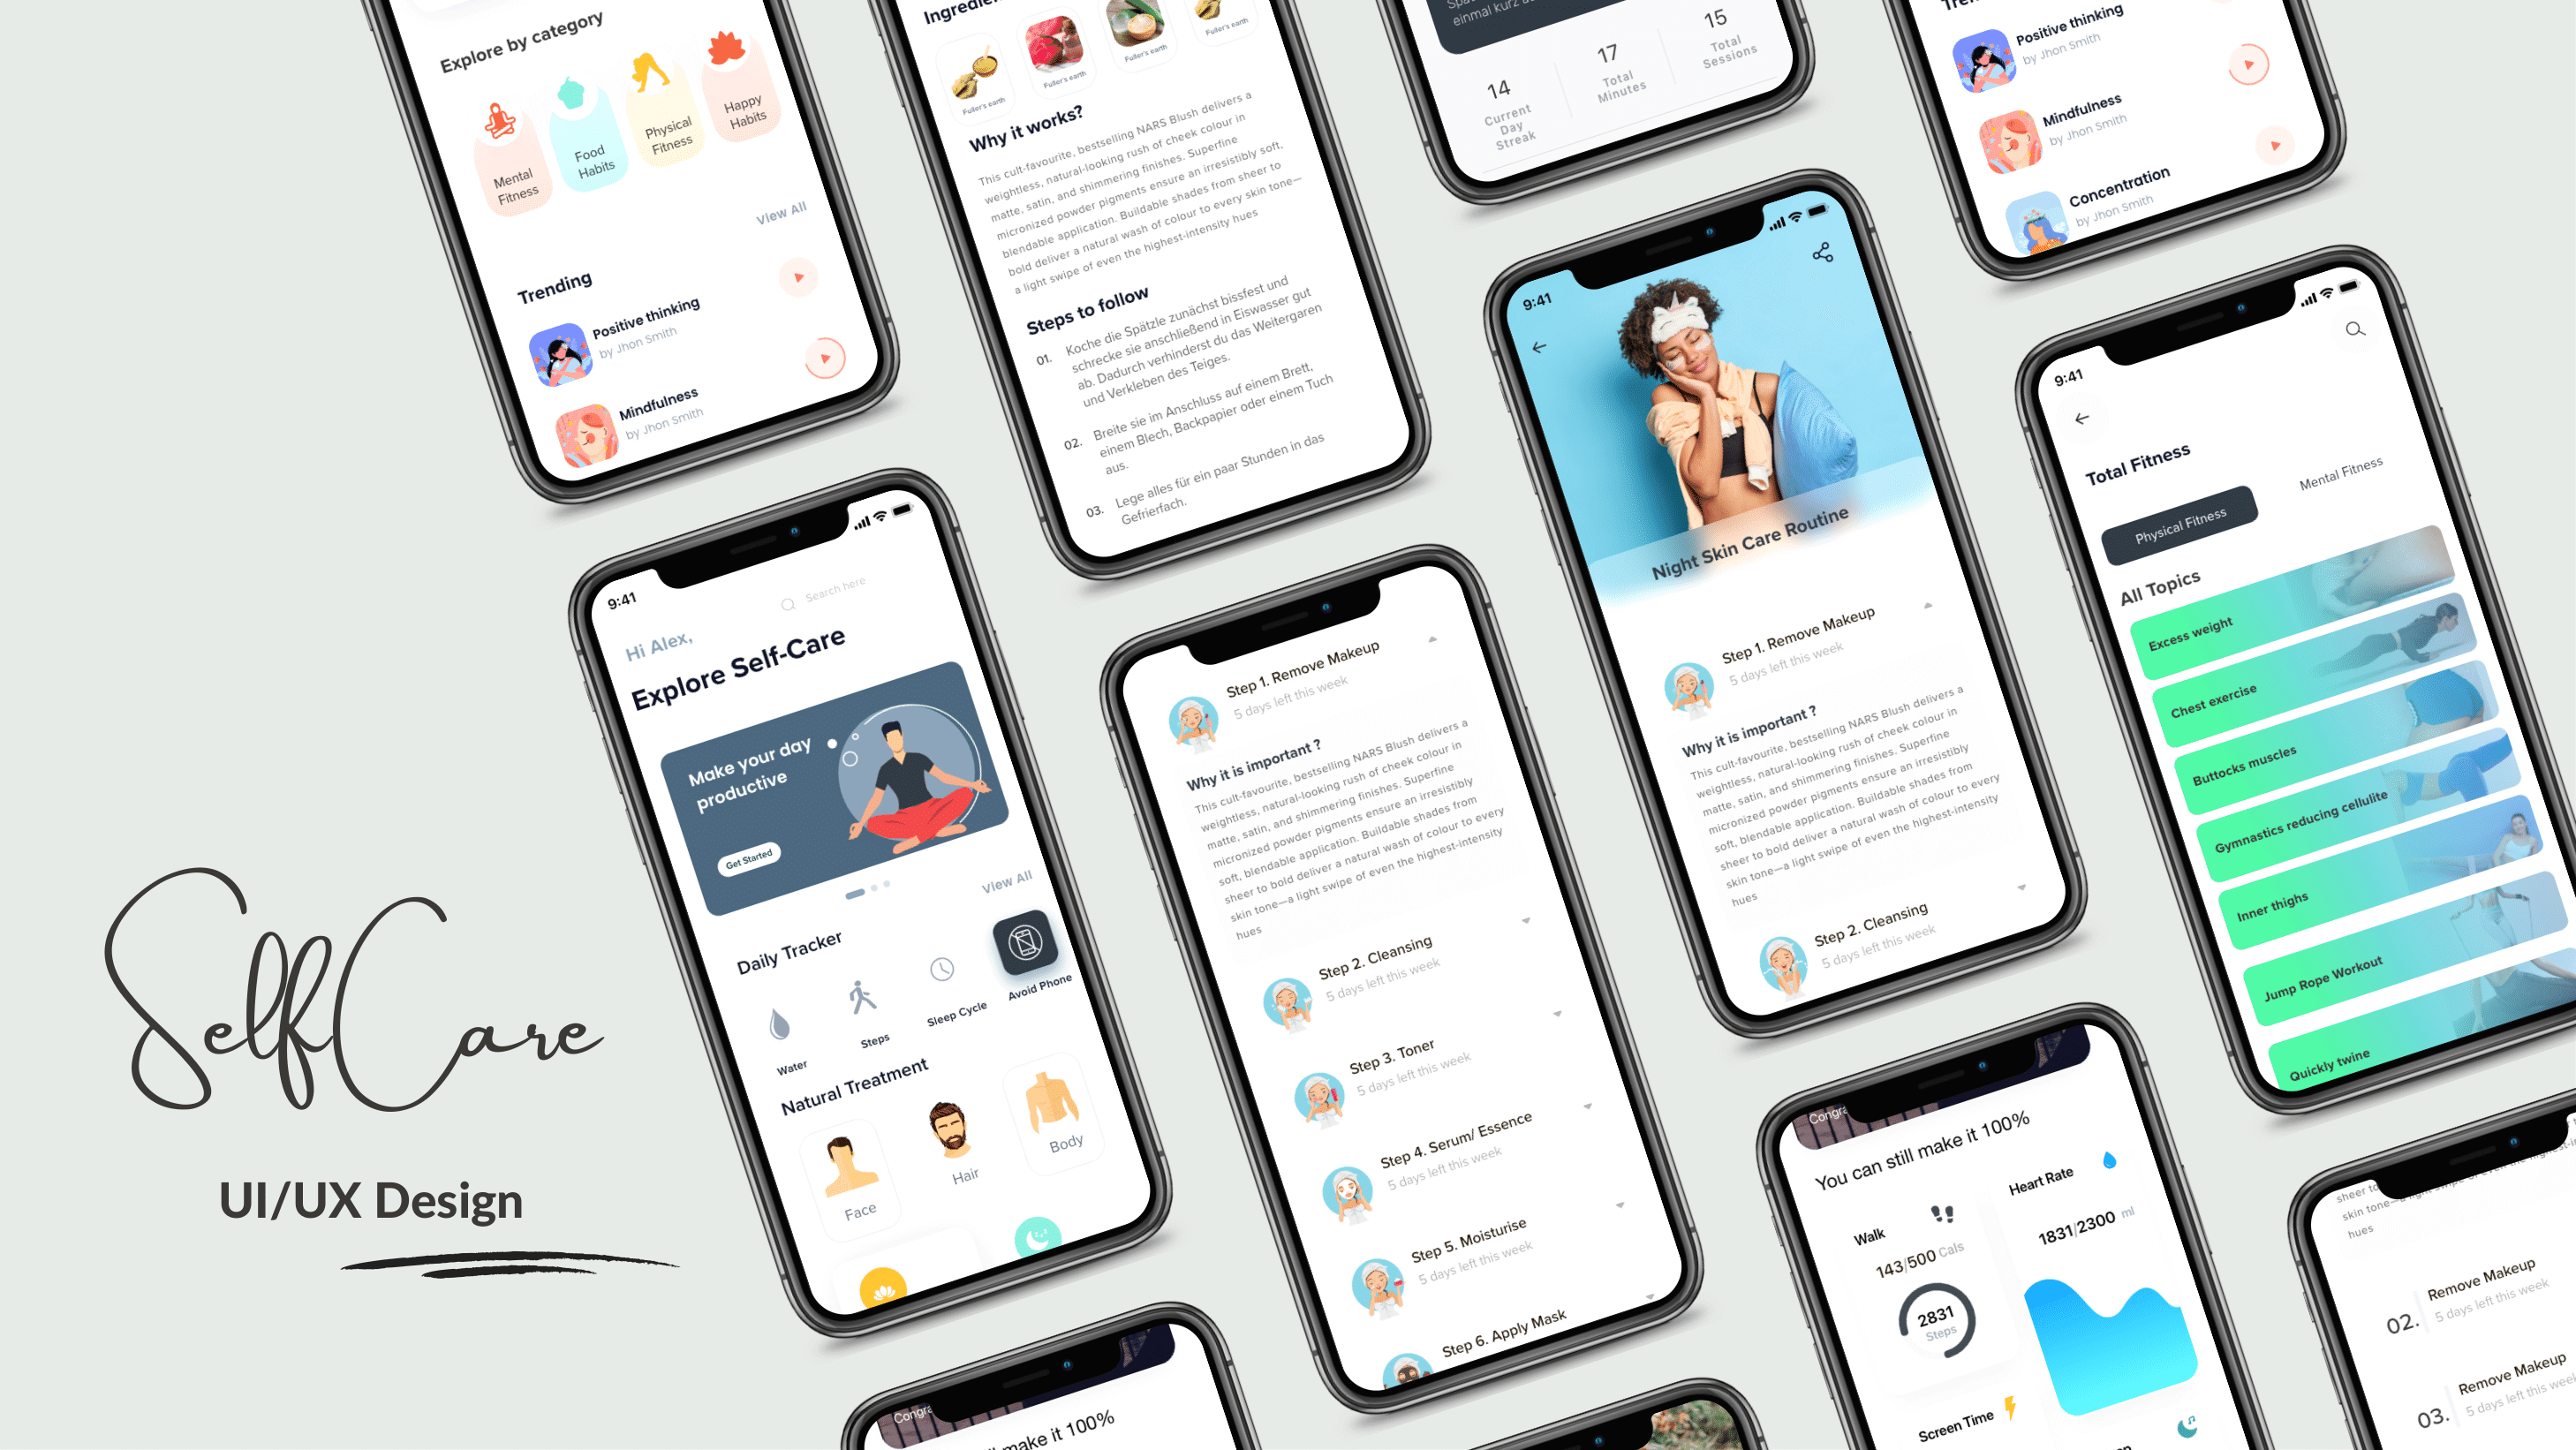 Self Care
UI/UX Design
Explore by category
Mental
Fitness
Food
Habits
Physical
Fitness
Happy
Habits
View All
Trending
Positive thinking
by Jhon Smith
Mindfulness
by Jhon Smith
Fuller's earth
Fuller's earth
Fuller's earth
Fuller's earth
Why it works?
This cult-favourite, bestselling NARS Blush delivers a
weightless, natural-looking rush of cheek colour in
matte, satin, and shimmering finishes. Superfine
micronized powder pigments ensure an irresistibly soft,
blendable application. Buildable shades from sheer to
bold deliver a natural wash of colour to every skin tone—
a light swipe of even the highest-intensity hues
Steps to follow
01. Koche die Spätzle zunächst bissfest und
schrecke sie anschließend in Eiswasser gut
ab. Dadurch verhinderst du das Weitergaren
und Verkleben des Teiges.
02. Breite sie im Anschluss auf einem Brett,
einem Blech, Backpapier oder einem Tuch
aus.
03. Lege alles für ein paar Stunden in das
Gefrierfach.
einmal kurz
14
Current
Day
Streak
17
Total
Minutes
15
Total
Sessions
Positive thinking
by Jhon Smith
Mindfulness
by Jhon Smith
Concentration
by Jhon Smith
9:41
Search here
Hi Alex,
Explore Self-Care
Make your day
productive
Get Started
View All
Daily Tracker
Water
Steps
Sleep Cycle
Avoid Phone
Natural Treatment
Face
Hair
Body
Step 1. Remove Makeup
5 days left this week
Why it is important ?
This cult-favourite, bestselling NARS Blush delivers a
weightless, natural-looking rush of cheek colour in
matte, satin, and shimmering finishes. Superfine
micronized powder pigments ensure an irresistibly
soft, blendable application. Buildable shades from
sheer to bold deliver a natural wash of colour to every
skin tone—a light swipe of even the highest-intensity
hues
Step 2. Cleansing
5 days left this week
Step 3. Toner
5 days left this week
Step 4. Serum/ Essence
5 days left this week
Step 5. Moisturise
5 days left this week
Step 6. Apply Mask
9:41
Night Skin Care Routine
Step 1. Remove Makeup
5 days left this week
Why it is important ?
This cult-favourite, bestselling NARS Blush delivers a
weightless, natural-looking rush of cheek colour in
matte, satin, and shimmering finishes. Superfine
micronized powder pigments ensure an irresistibly
soft, blendable application. Buildable shades from
sheer to bold deliver a natural wash of colour to every
skin tone—a light swipe of even the highest-intensity
hues
Step 2. Cleansing
5 days left this week
9:41
Total Fitness
Physical Fitness
Mental Fitness
All Topics
Excess weight
Chest exercise
Buttocks muscles
Gymnastics reducing cellulite
Inner thighs
Jump Rope Workout
Quickly twine
You can still make it 100%
Walk
143/500 Cals
2831
Steps
Heart Rate
1831/2300 ml
Screen Time
make it 100%
sheer to
skin tone—
hues
02. Remove Makeup
5 days left this week
03. Remove Makeup
5 days left this week